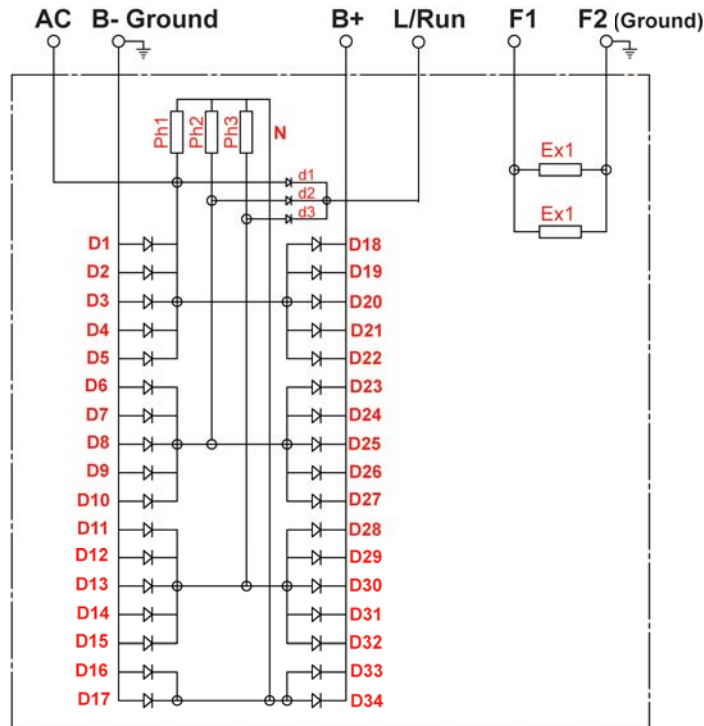 AC B- Ground B+ L/Run F1 F2 (Ground)
Ph1 Ph2 Ph3 N
Ex1
d1
d2
d3
Ex1
D1 D18
D2 D19
D3 D20
D4 D21
D5 D22
D6 D23
D7 D24
D8 D25
D9 D26
D10 D27
D11 D28
D12 D29
D13 D30
D14 D31
D15 D32
D16 D33
D17 D34